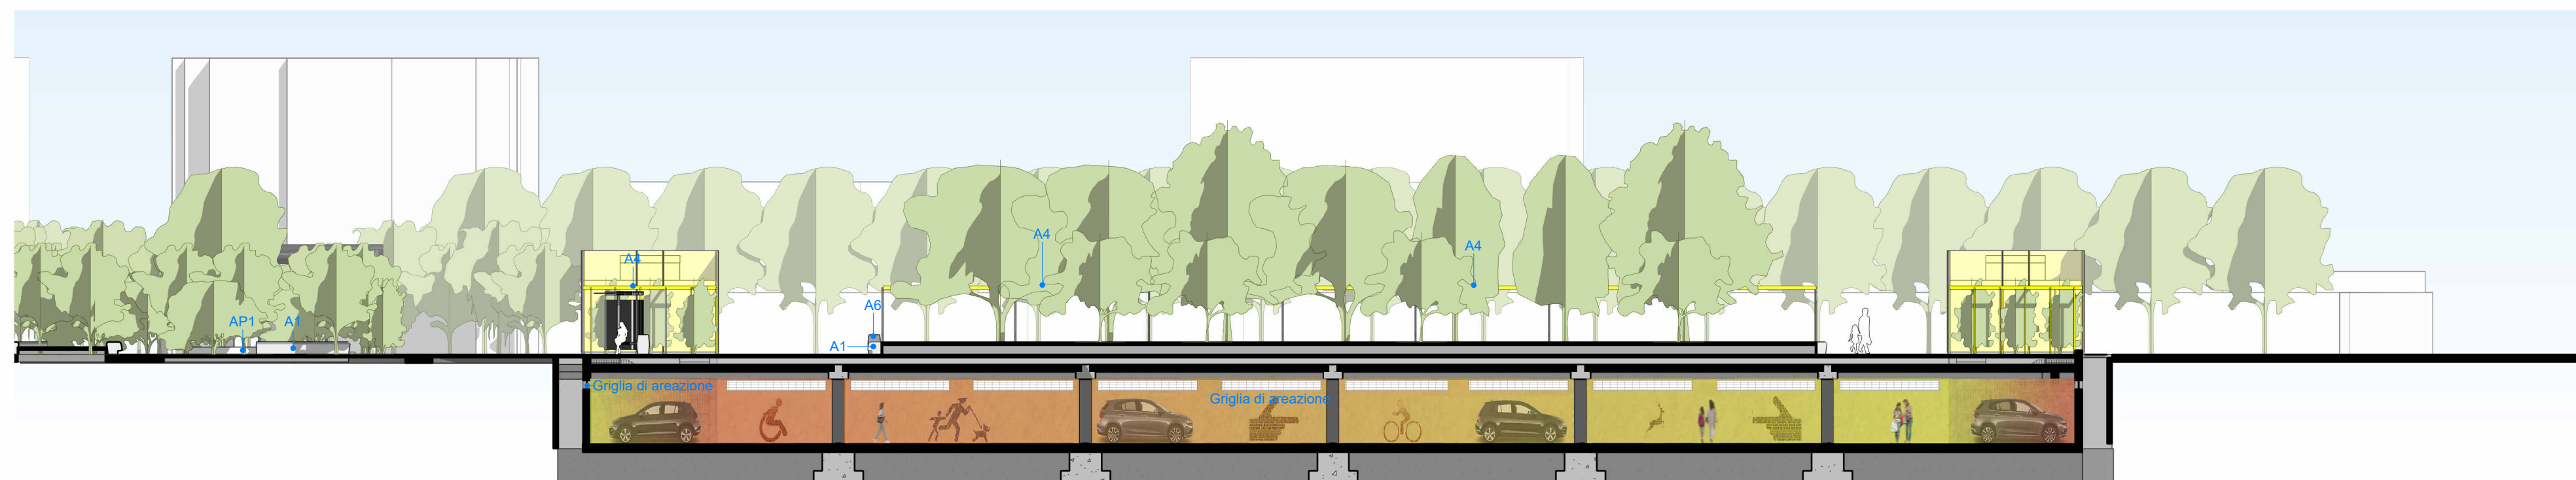 A4
A4
A4
A6
AP1
A1
A1
Griglia di areazione
Griglia di areazione